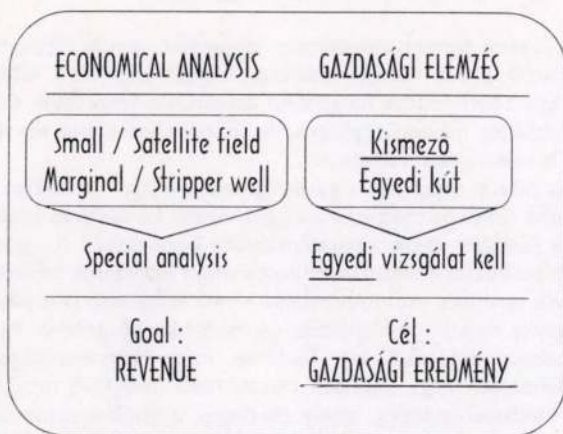 ECONOMICAL ANALYSIS
Small / Satellite field
Marginal / Stripper well
Special analysis
Goal :
REVENUE
GAZDASÁGI ELEMZÉS
Kismező
Egyedi kút
Egyedi vizsgálat kell
Cél :
GAZDASÁGI EREDMÉNY